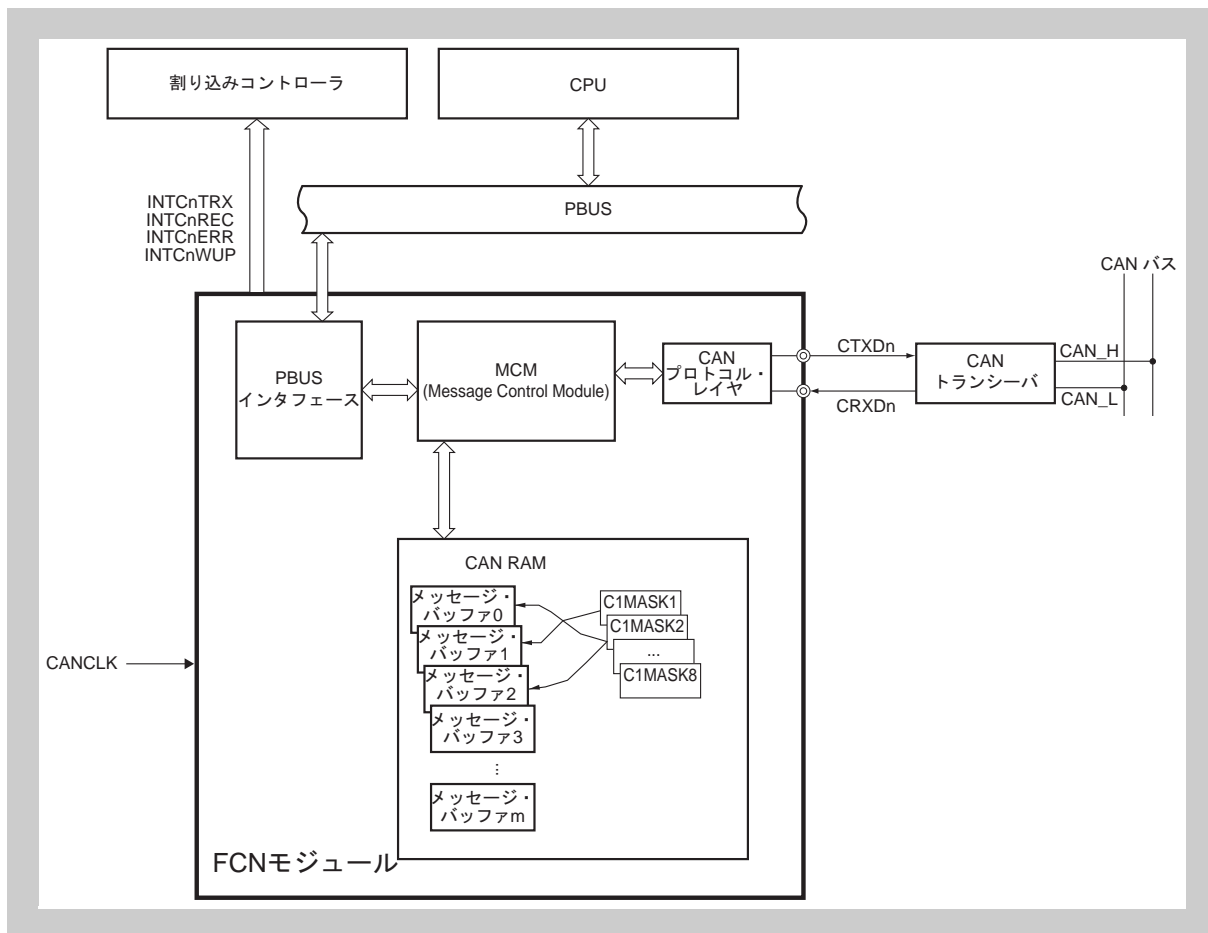 割り込みコントローラ
CPU
INTCnTRX
INTCnREC
INTCnERR
INTCnWUP
PBUS
CAN バス
PBUS
インタフェース
MCM
(Message Control Module)
CAN
プロトコル・
レイヤ
CTXDn
CRXDn
CAN
トランシーバ
CAN_H
CAN_L
CAN RAM
メッセージ・
バッファ0
メッセージ・
バッファ1
メッセージ・
バッファ2
メッセージ・
バッファ3
...
メッセージ・
バッファm
C1MASK1
C1MASK2
...
C1MASK8
CANCLK
FCNモジュール